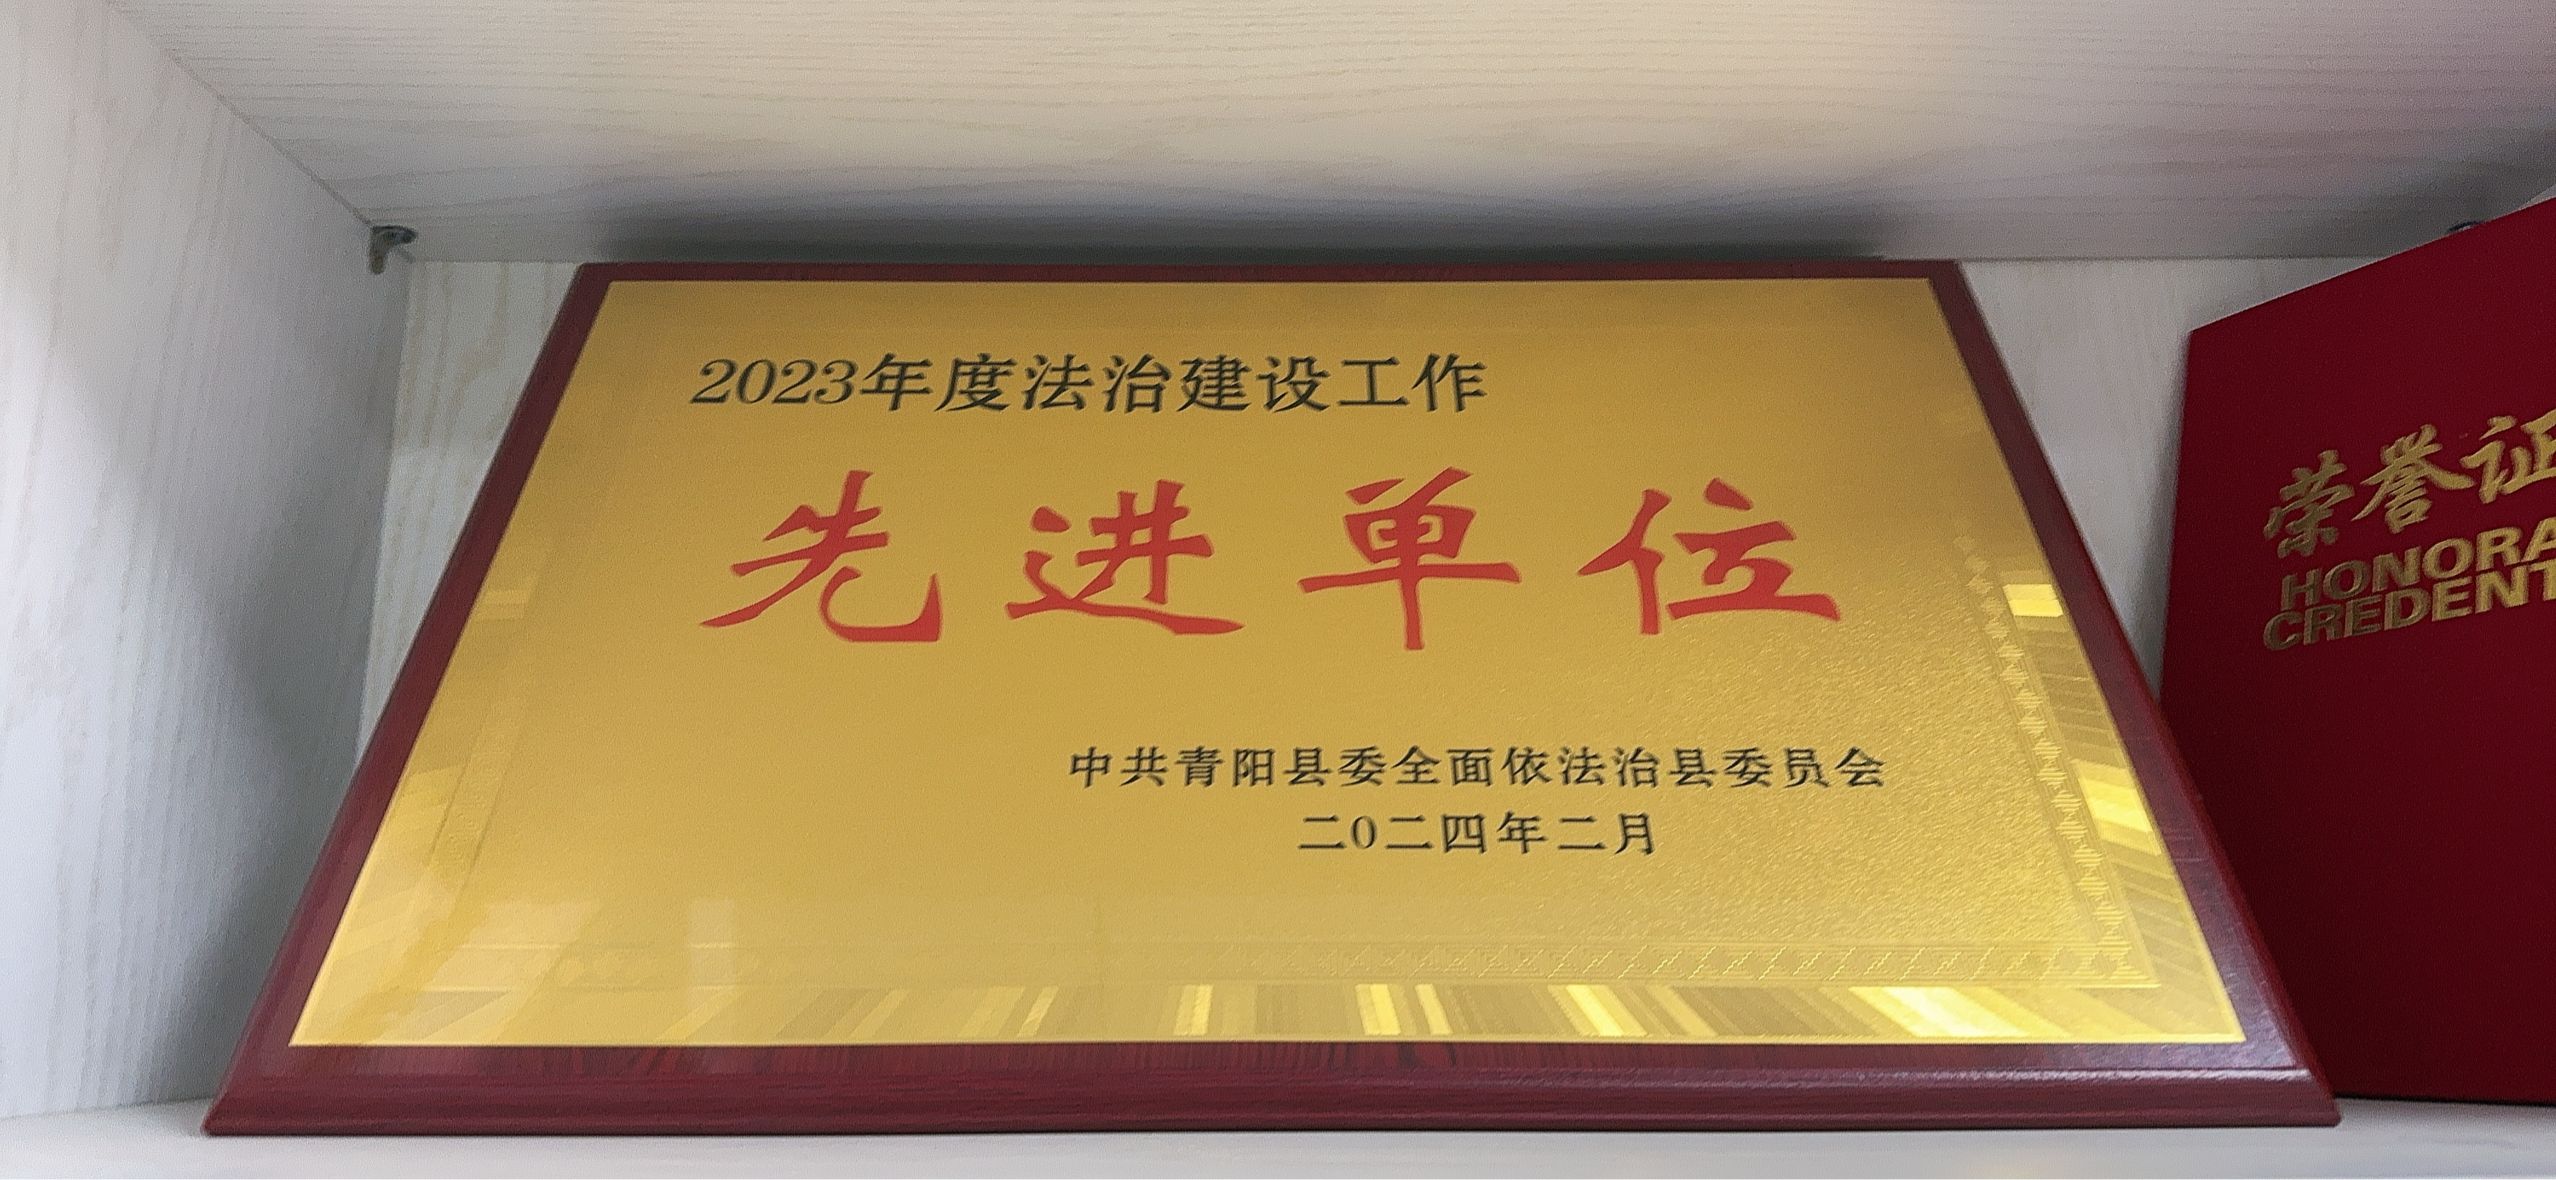 2023年度法治建设工作
先进单位
中共青阳县委全面依法治县委员会
二0二四年二月
荣誉证
HONORA
CREDENT